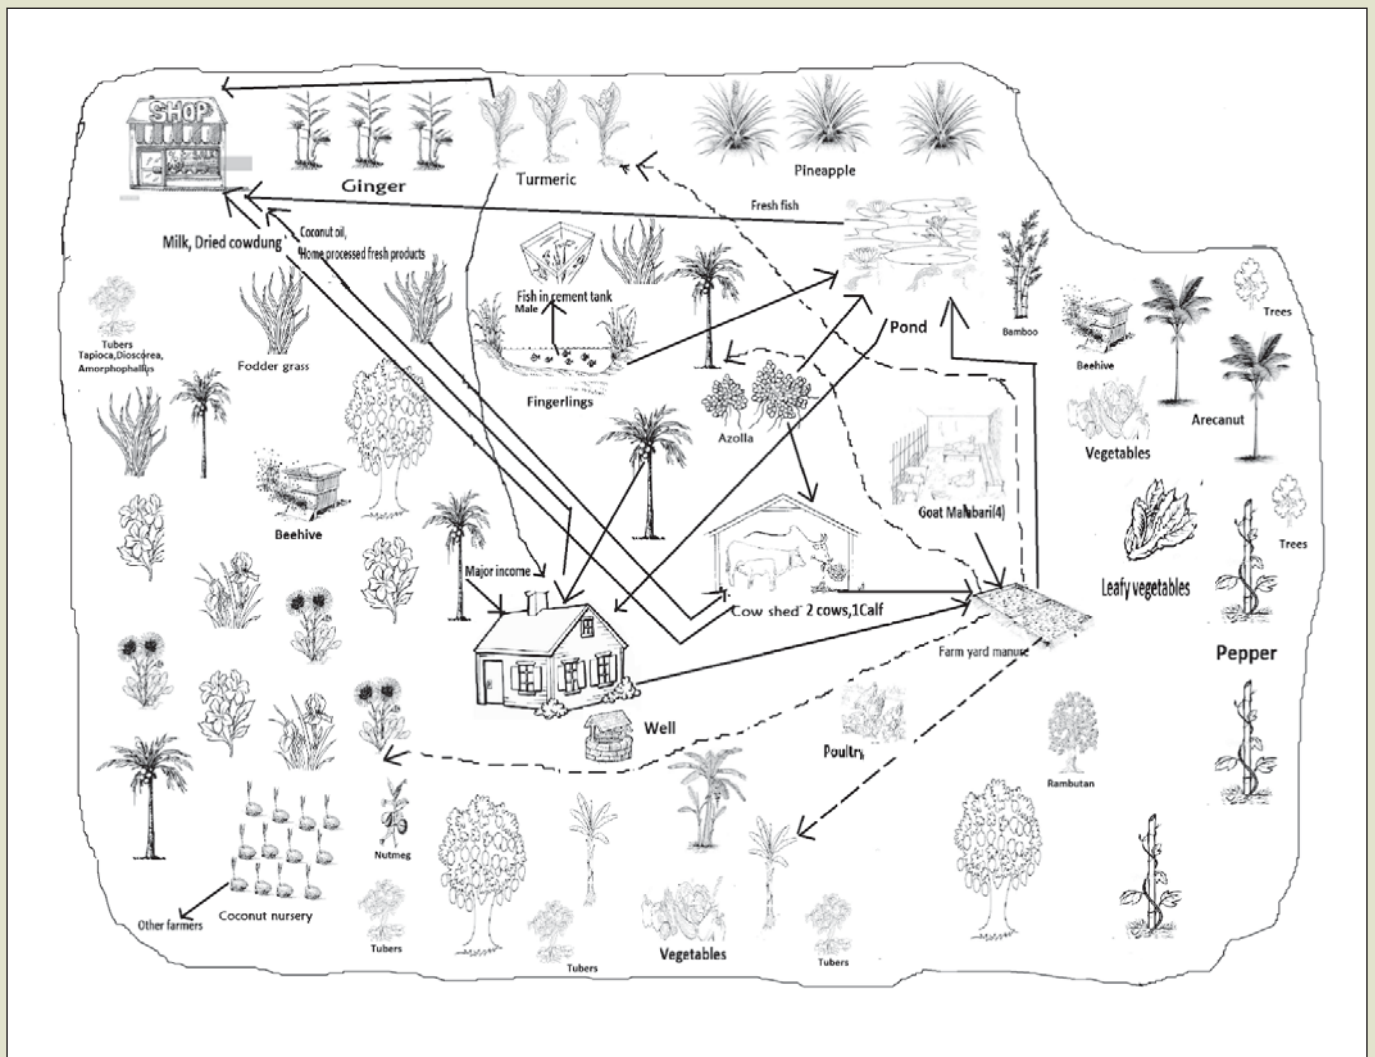 SHOP
SALE
Ginger
Turmeric
Pineapple
Fresh fish
Milk, Dried cowdung
Coconut oil,
Home processed fresh products
Fish in cement tank
Male
Pond
Bamboo
Trees
Beehive
Tubers
Tapioca,Dioscorea,
Amorphophallus
Fodder grass
Fingerlings
Azolla
Arecanut
Vegetables
Goat Malabari(4)
Beehive
Trees
Major income
Leafy vegetables
Cow shed 2 cows,1Calf
Farm yard manure
Pepper
Well
Poultry
Rambutan
Nutmeg
Coconut nursery
Other farmers
Tubers
Tubers
Vegetables
Tubers